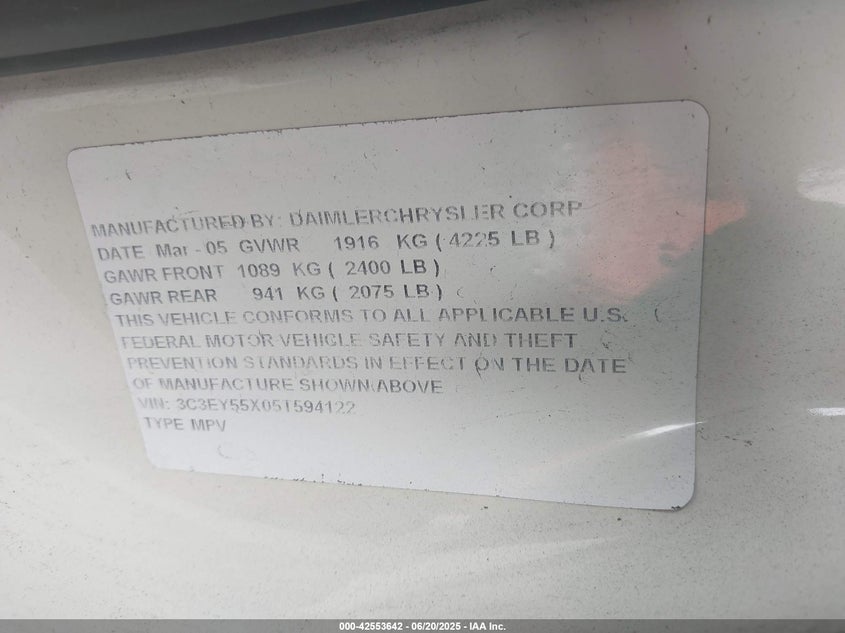 MANUFACTURED BY: DAIMLERCHRYSLER CORP
DATE Mar - 05 GVWR 1916 KG ( 4225 LB )
GAWR FRONT 1089 KG ( 2400 LB )
GAWR REAR 941 KG ( 2075 LB )
THIS VEHICLE CONFORMS TO ALL APPLICABLE U.S.
FEDERAL MOTOR VEHICLE SAFETY AND THEFT
PREVENTION STANDARDS IN EFFECT ON THE DATE
OF MANUFACTURE SHOWN ABOVE
VIN: 3C3EY55X05T594122
TYPE MPV
000-42553642 - 06/20/2025 - IAA Inc.